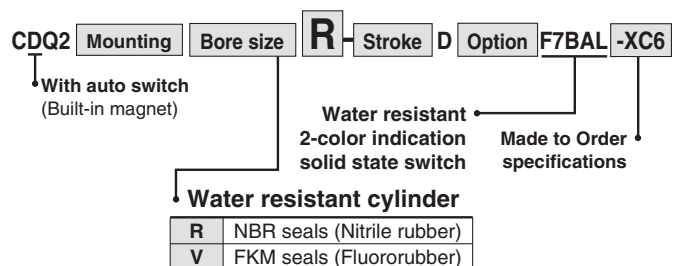 CDQ2 Mounting Bore size R - Stroke D Option F7BAL -XC6
With auto switch
(Built-in magnet)
Water resistant
2-color indication
solid state switch
Made to Order
specifications
Water resistant cylinder
R NBR seals (Nitrile rubber)
V FKM seals (Fluororubber)